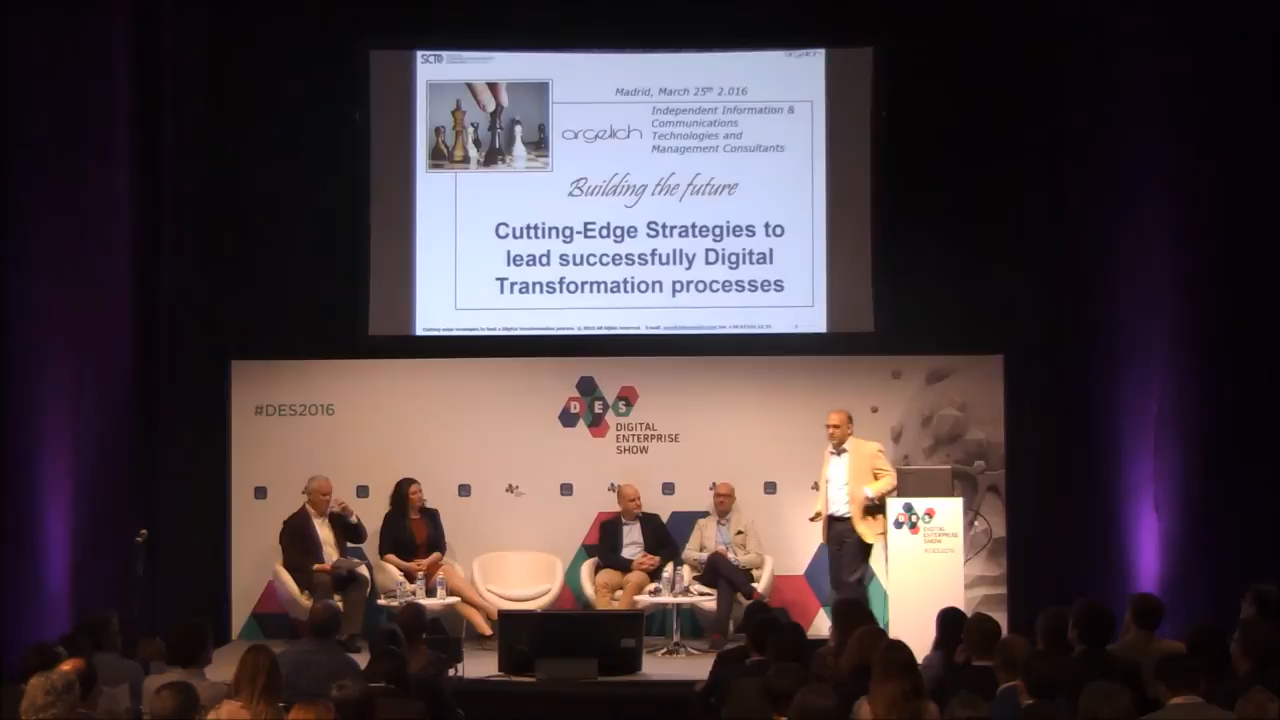 SCTO
Madrid, March 25th 2.016
argelich
Independent Information &
Communications
Technologies and
Management Consultants
Building the future
Cutting-Edge Strategies to
lead successfully Digital
Transformation processes
#DES2016
DES
DIGITAL
ENTERPRISE
SHOW
DES
DIGITAL
ENTERPRISE
SHOW